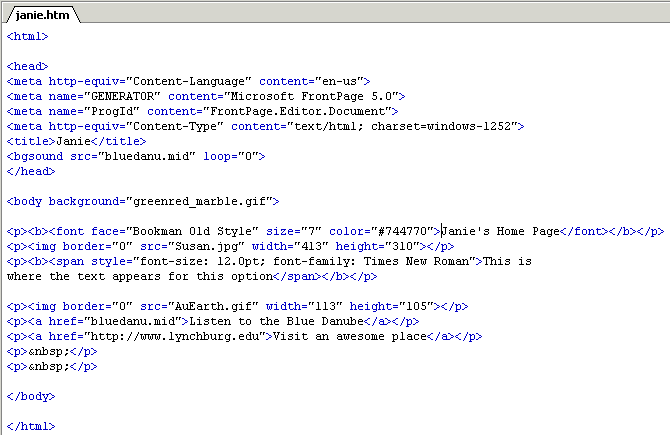 janie.htm
<html>
<head>
<meta http-equiv="Content-Language" content="en-us">
<meta name="GENERATOR" content="Microsoft FrontPage 5.0">
<meta name="ProgId" content="FrontPage.Editor.Document">
<meta http-equiv="Content-Type" content="text/html; charset=windows-1252">
<title>Janie</title>
<bgsound src="bluedanu.mid" loop="0">
</head>
<body background="greenred_marble.gif">
<p><b><font face="Bookman Old Style" size="7" color="#744770">Janie's Home Page</font></b></p>
<p><img border="0" src="Susan.jpg" width="413" height="310"></p>
<p><b><span style="font-size: 12.0pt; font-family: Times New Roman">This is
where the text appears for this option</span></b></p>
<p><img border="0" src="AuEarth.gif" width="113" height="105"></p>
<p><a href="bluedanu.mid">Listen to the Blue Danube</a></p>
<p><a href="http://www.lynchburg.edu">Visit an awesome place</a></p>
<p>&nbsp;</p>
<p>&nbsp;</p>
</body>
</html>